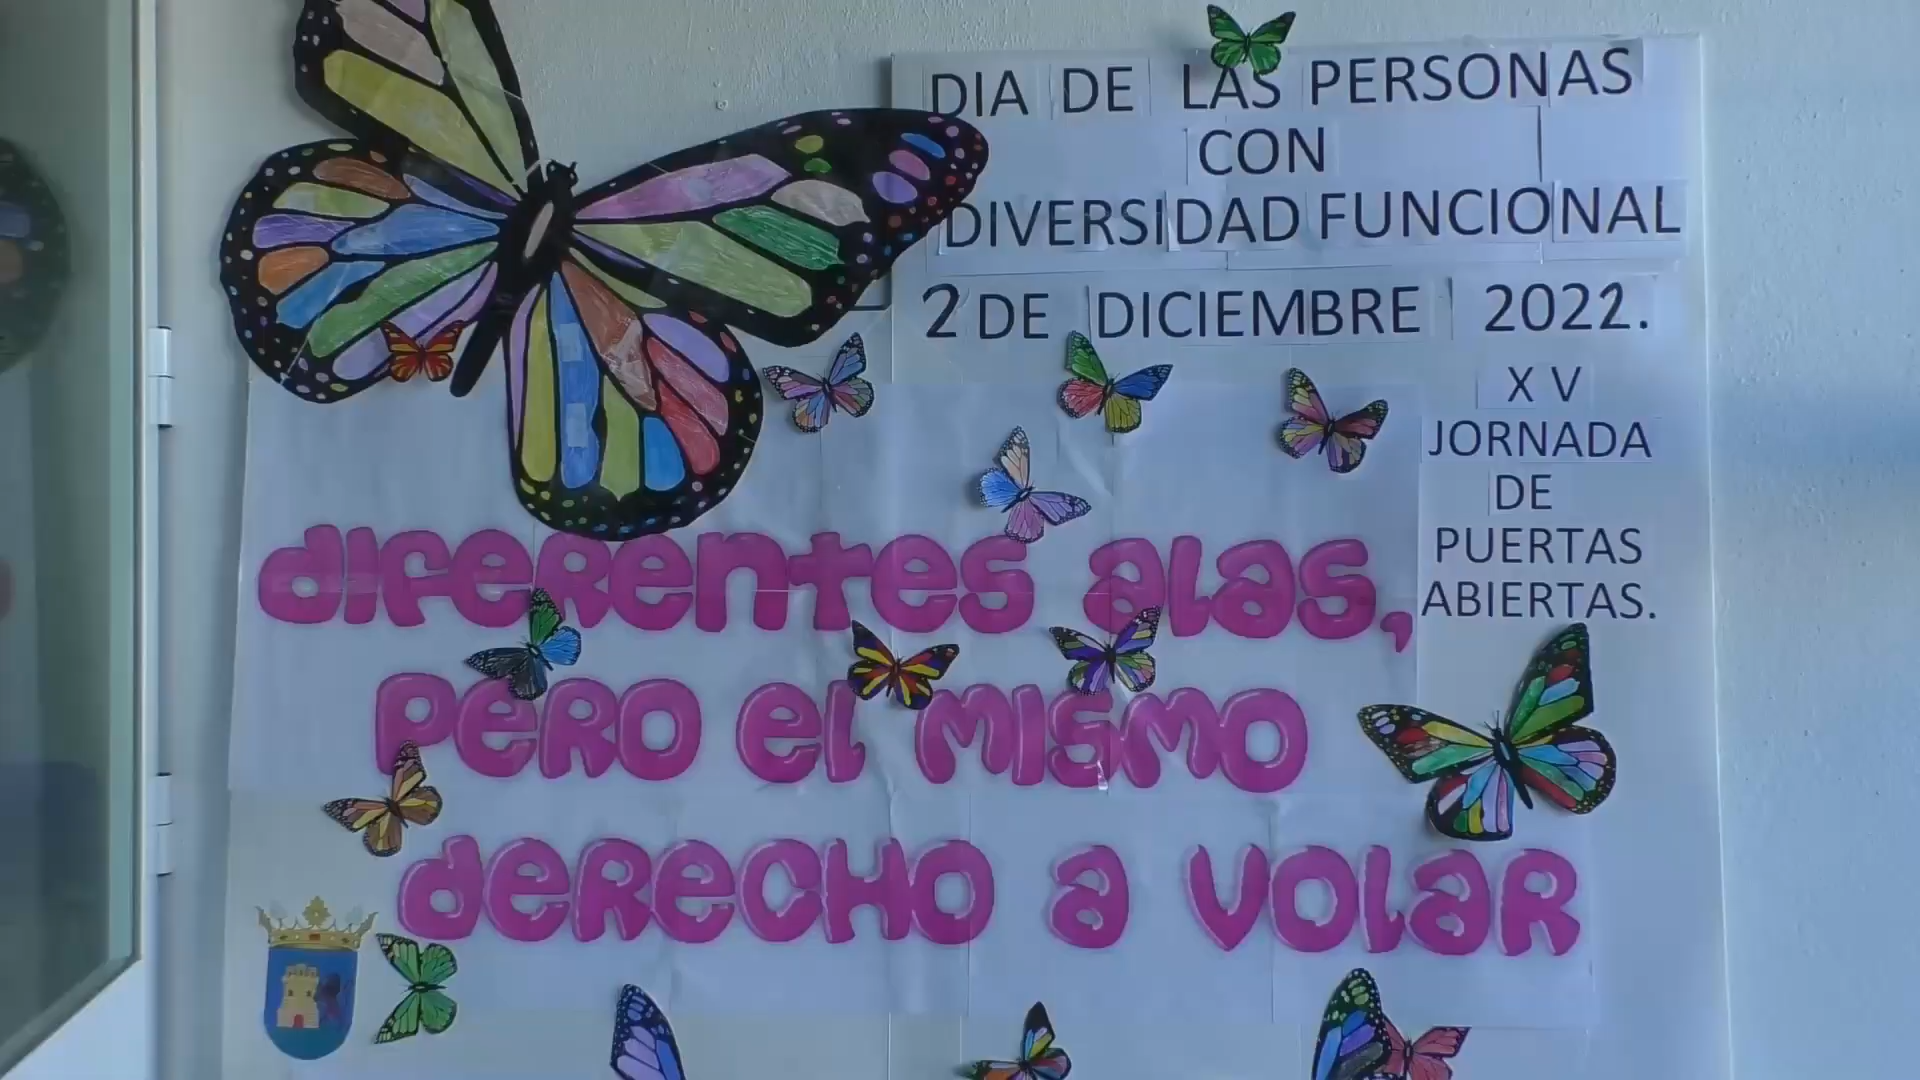 DIA DE LAS PERSONAS
CON
DIVERSIDAD FUNCIONAL
2 DE DICIEMBRE 2022.
X V
JORNADA
DE
PUERTAS
ABIERTAS.
diferentes alas,
pero el mismo
derecho a volar